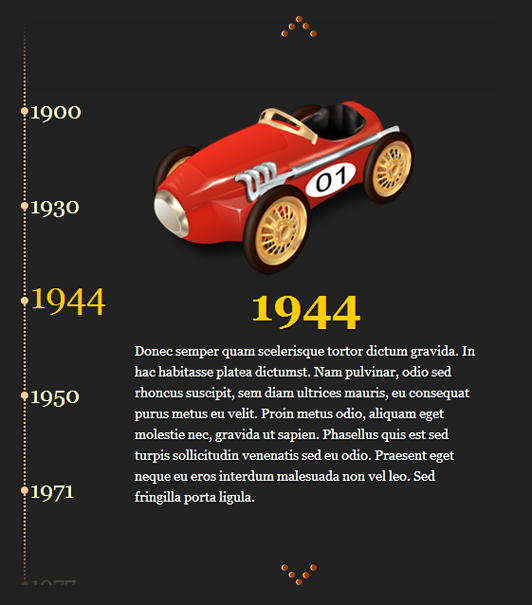 1900
1930
1944
1950
1971
1977
01
1944
Donec semper quam scelerisque tortor dictum gravida. In
hac habitasse platea dictumst. Nam pulvinar, odio sed
rhoncus suscipit, sem diam ultrices mauris, eu consequat
purus metus eu velit. Proin metus odio, aliquam eget
molestie nec, gravida ut sapien. Phasellus quis est sed
turpis sollicitudin venenatis sed eu odio. Praesent eget
neque eu eros interdum malesuada non vel leo. Sed
fringilla porta ligula.